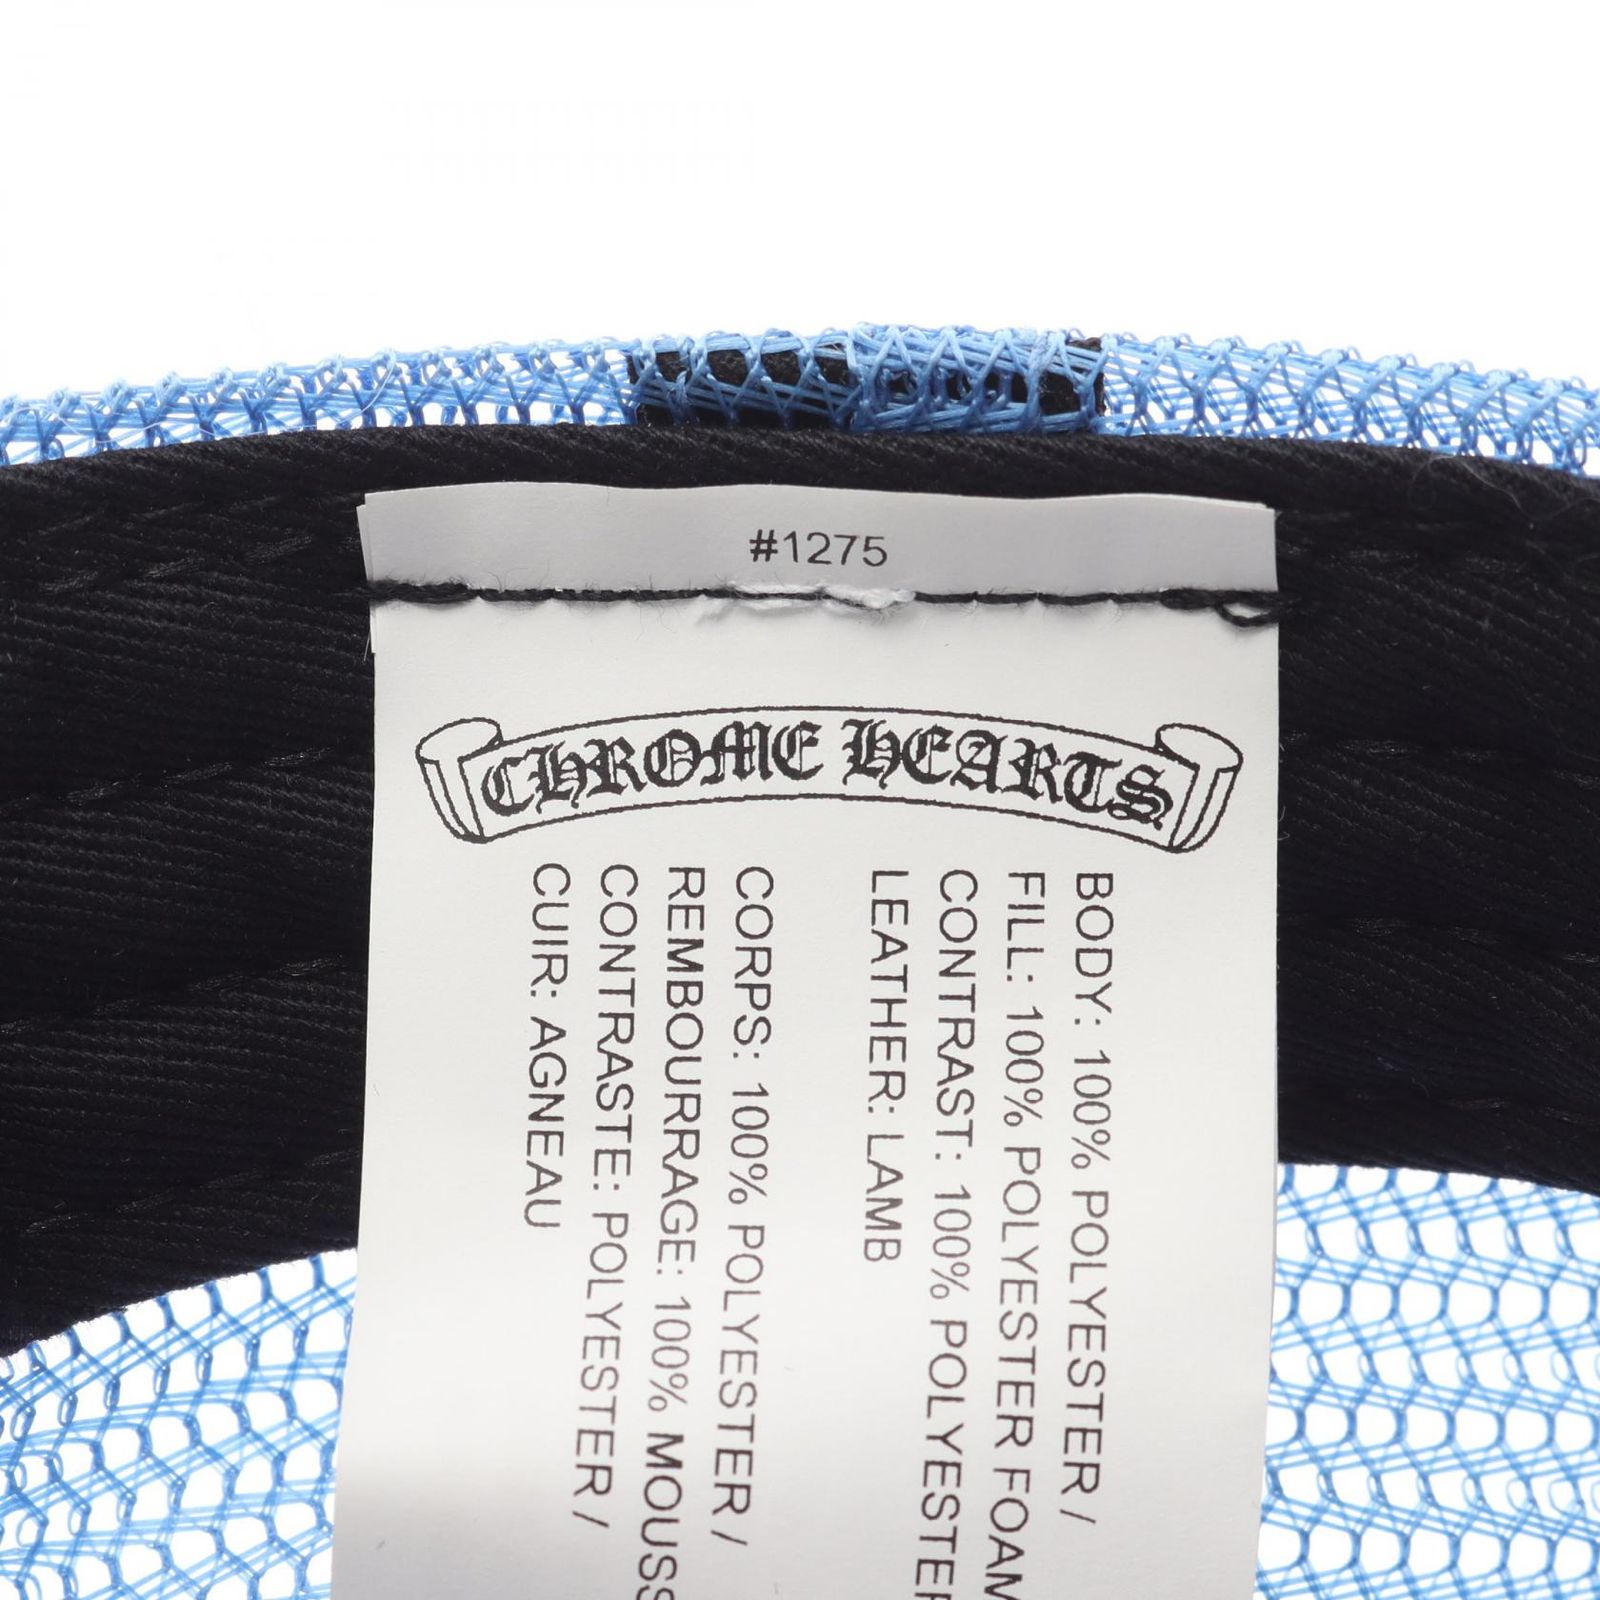 #1275
CHROME HEARTS
BODY: 100% POLYESTER /
FILL: 100% POLYESTER FOAM
CONTRAST: 100% POLYESTER
LEATHER: LAMB
CORPS: 100% POLYESTER /
REMBOURRAGE: 100% MOUSS
CONTRASTE: POLYESTER /
CUIR: AGNEAU